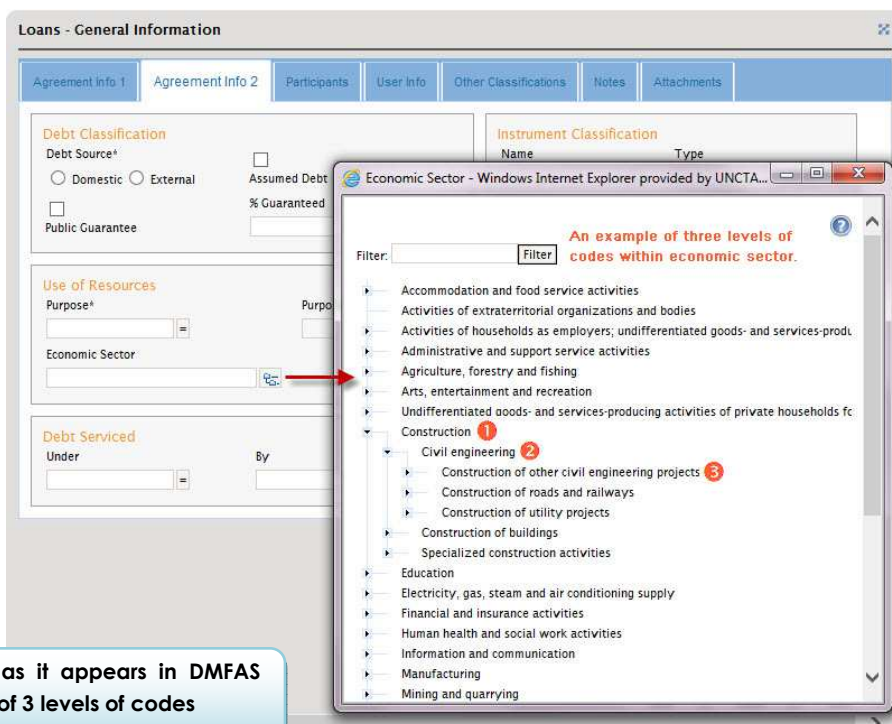 Loans - General Information
Agreement Info 1 Agreement Info 2 Participants User Info Other Classifications Notes Attachments
Debt Classification
Debt Source*
Domestic External
Assumed Debt
% Guaranteed
Public Guarantee
Instrument Classification
Name Type
Use of Resources
Purpose*
Purpo
=
Economic Sector
Debt Serviced
Under By
=
Economic Sector - Windows Internet Explorer provided by UNCTA...
An example of three levels of
codes within economic sector.
Filter: Filter
Accommodation and food service activities
Activities of extraterritorial organizations and bodies
Activities of households as employers; undifferentiated goods- and services-produ
Administrative and support service activities
Agriculture, forestry and fishing
Arts, entertainment and recreation
Undifferentiated goods- and services-producing activities of private households fo
Construction 1
Civil engineering 2
Construction of other civil engineering projects 3
Construction of roads and railways
Construction of utility projects
Construction of buildings
Specialized construction activities
Education
Electricity, gas, steam and air conditioning supply
Financial and insurance activities
Human health and social work activities
Information and communication
Manufacturing
Mining and quarrying
as it appears in DMFAS
of 3 levels of codes